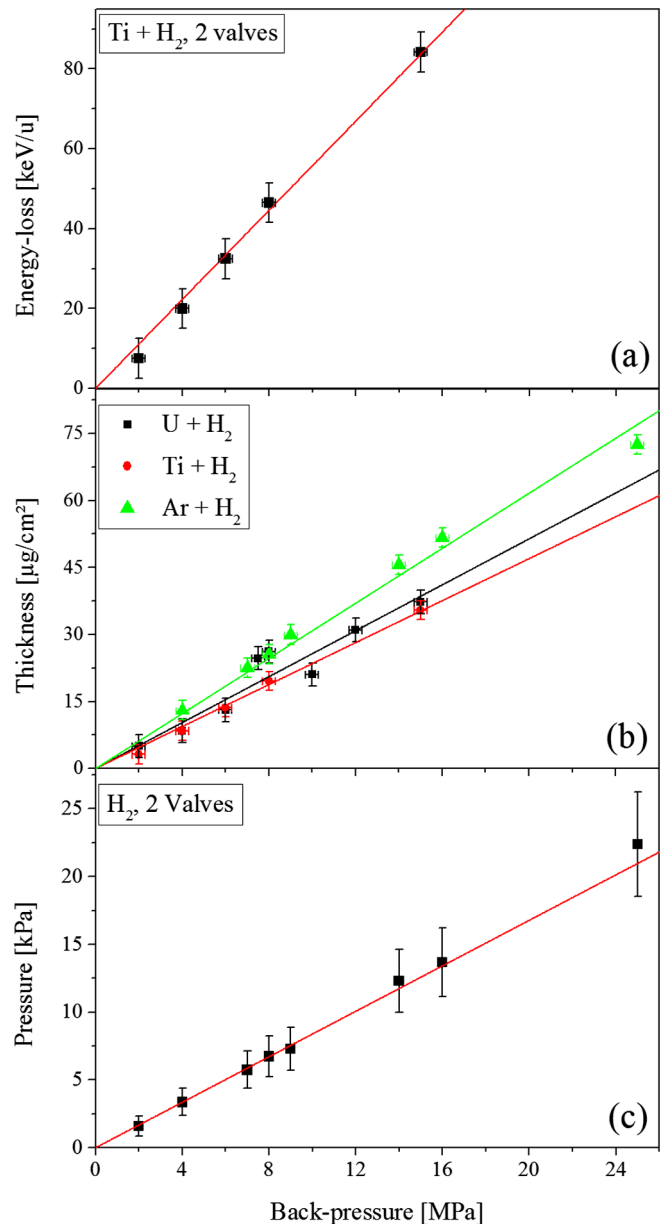 Ti + H₂, 2 valves
80
60
40
20
0
Energy-loss [keV/u]
(a)
U + H₂
Ti + H₂
Ar + H₂
75
60
45
30
15
0
Thickness [µg/cm²]
(b)
H₂, 2 Valves
25
20
15
10
5
0
Pressure [kPa]
(c)
0 4 8 12 16 20 24
Back-pressure [MPa]